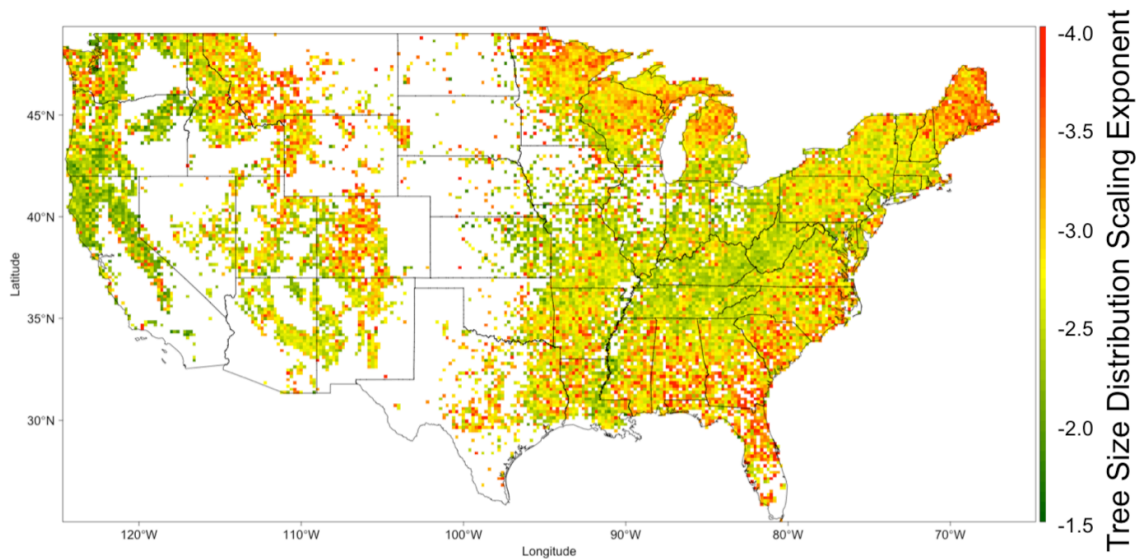 45°N
40°N
35°N
30°N
Latitude
120°W
110°W
100°W
90°W
80°W
70°W
Longitude
-4.0
-3.5
-3.0
-2.5
-2.0
-1.5
Tree Size Distribution Scaling Exponent